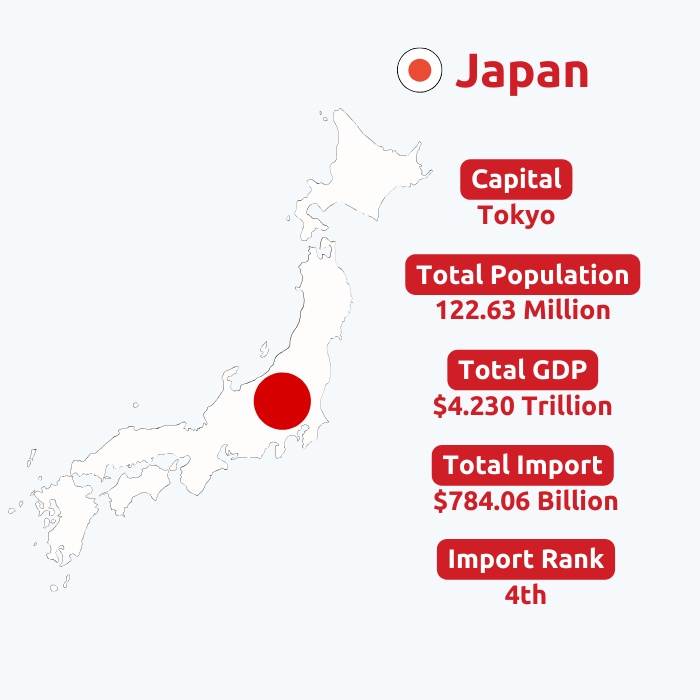 Japan
Capital
Tokyo
Total Population
122.63 Million
Total GDP
$4.230 Trillion
Total Import
$784.06 Billion
Import Rank
4th